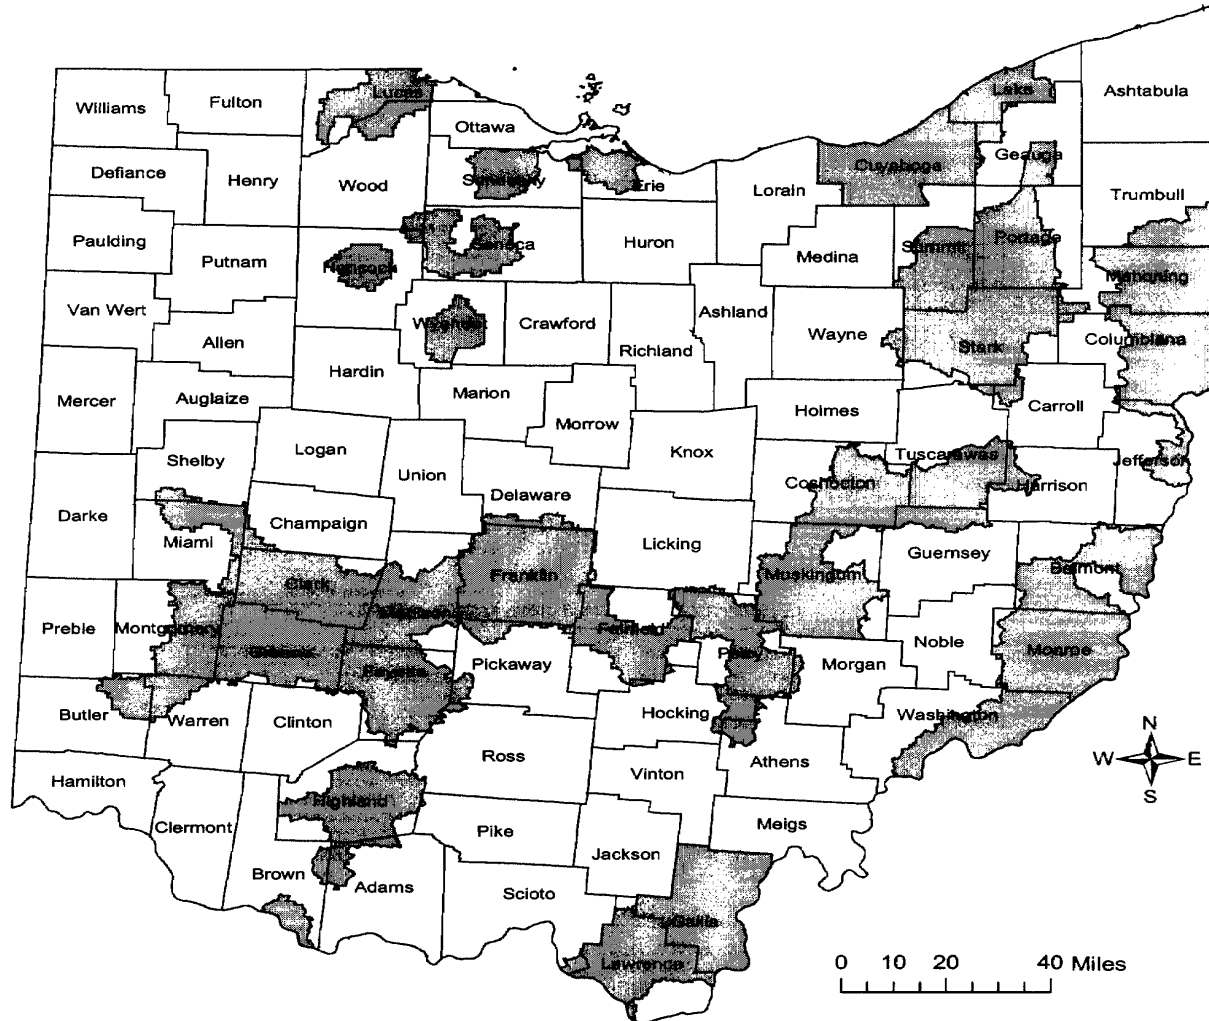 Williams
Fulton
Lucas
Ottawa
Lake
Ashtabula
Defiance
Henry
Wood
Sandusky
Erie
Lorain
Cuyahoga
Geauga
Trumbull
Paulding
Putnam
Hancock
Seneca
Huron
Medina
Summit
Portage
Mahoning
Van Wert
Allen
Wyandot
Crawford
Richland
Ashland
Wayne
Stark
Columbiana
Mercer
Auglaize
Hardin
Marion
Morrow
Holmes
Carroll
Shelby
Logan
Union
Delaware
Knox
Coshocton
Tuscarawas
Harrison
Jefferson
Darke
Miami
Champaign
Clark
Franklin
Licking
Muskingum
Guernsey
Belmont
Preble
Montgomery
Greene
Fayette
Pickaway
Fairfield
Perry
Morgan
Noble
Monroe
Butler
Warren
Clinton
Ross
Hocking
Athens
Washington
Hamilton
Clermont
Highland
Vinton
Pike
Jackson
Meigs
Brown
Adams
Scioto
Gallia
Lawrence
N
W E
S
0 10 20 40 Miles